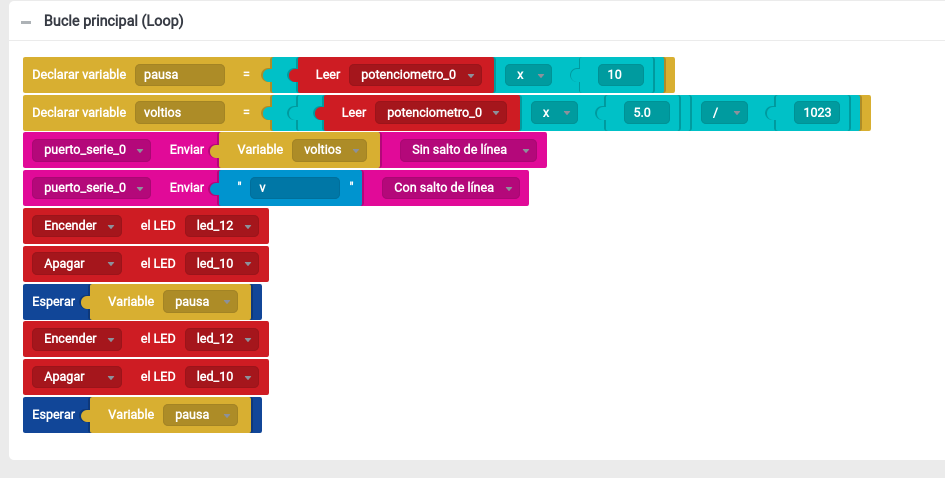 Bucle principal (Loop)
Declarar variable pausa = Leer potenciometro_0 x 10
Declarar variable voltios = Leer potenciometro_0 x 5.0 / 1023
puerto_serie_0 Enviar Variable voltios Sin salto de línea
puerto_serie_0 Enviar " v " Con salto de línea
Encender el LED led_12
Apagar el LED led_10
Esperar Variable pausa
Encender el LED led_12
Apagar el LED led_10
Esperar Variable pausa